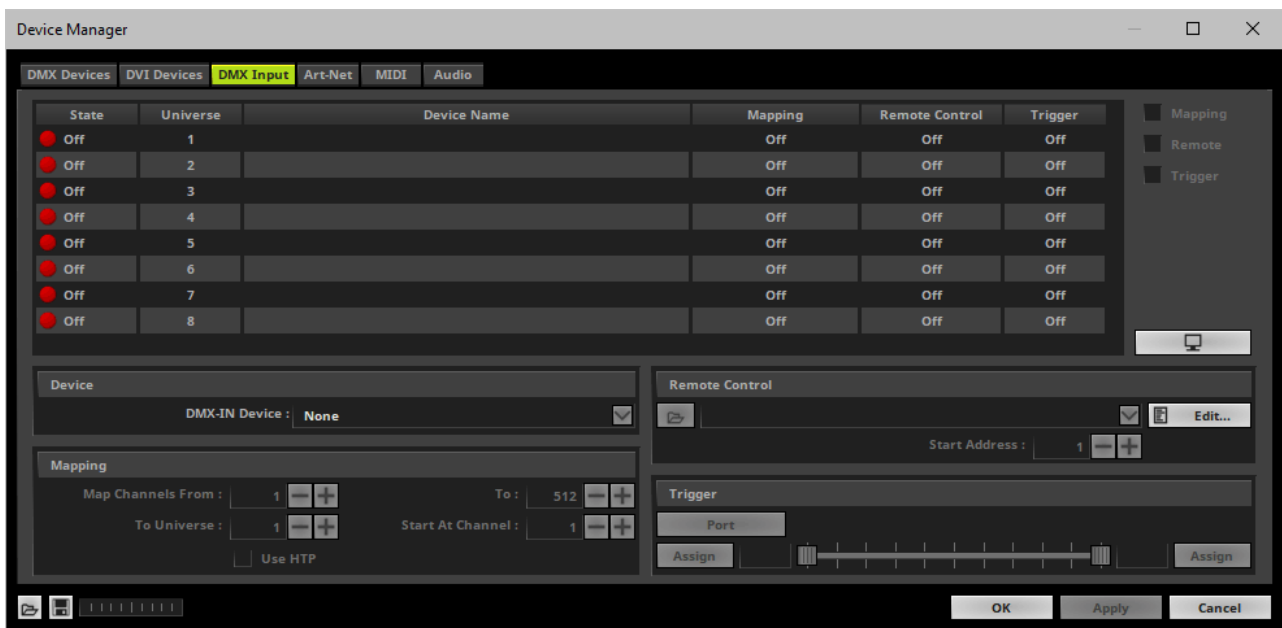 Device Manager
DMX Devices DVI Devices DMX Input Art-Net MIDI Audio
State Universe Device Name Mapping Remote Control Trigger
Off 1 Off Off Off
Off 2 Off Off Off
Off 3 Off Off Off
Off 4 Off Off Off
Off 5 Off Off Off
Off 6 Off Off Off
Off 7 Off Off Off
Off 8 Off Off Off
Mapping
Remote
Trigger
Device
DMX-IN Device : None
Mapping
Map Channels From : 1 To : 512
To Universe : 1 Start At Channel : 1
Use HTP
Remote Control
Edit...
Start Address : 1
Trigger
Port
Assign Assign
OK Apply Cancel